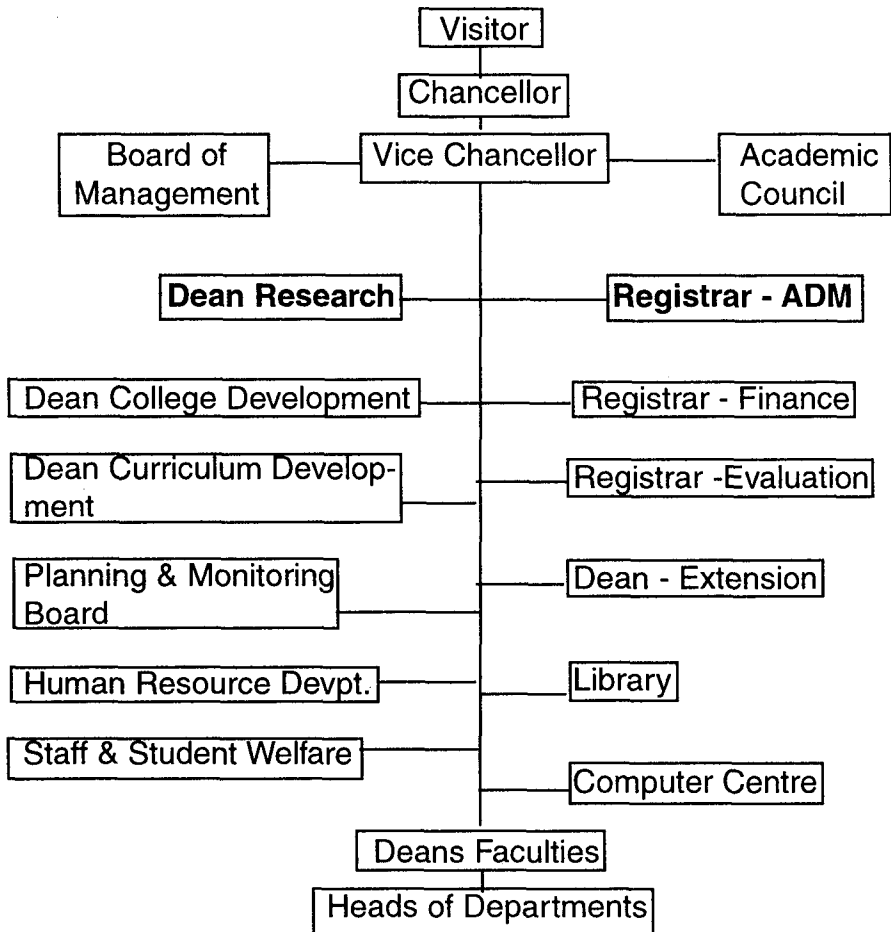 Visitor
Chancellor
Board of
Management
Vice Chancellor
Academic
Council
Dean Research
Registrar - ADM
Dean College Development
Registrar - Finance
Dean Curriculum Develop-
ment
Registrar -Evaluation
Planning & Monitoring
Board
Dean - Extension
Human Resource Devpt.
Library
Staff & Student Welfare
Computer Centre
Deans Faculties
Heads of Departments